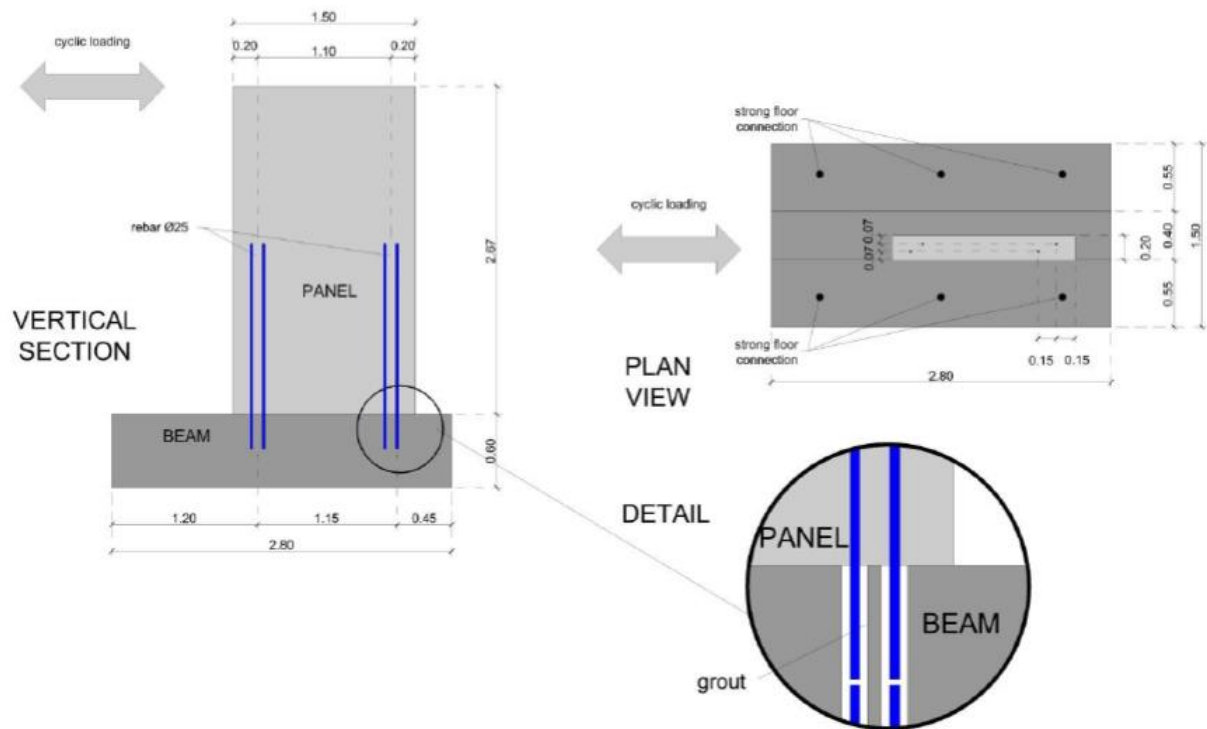 1.50
cyclic loading
0.20
0.20
1.10
rebar Ø25
2.67
PANEL
VERTICAL
SECTION
BEAM
0.60
1.20
1.15
0.45
2.80
strong floor
connection
cyclic loading
0.07
0.07
0.55
0.40
0.20
1.50
0.55
strong floor
connection
0.15
0.15
PLAN
VIEW
2.80
DETAIL
PANEL
BEAM
grout